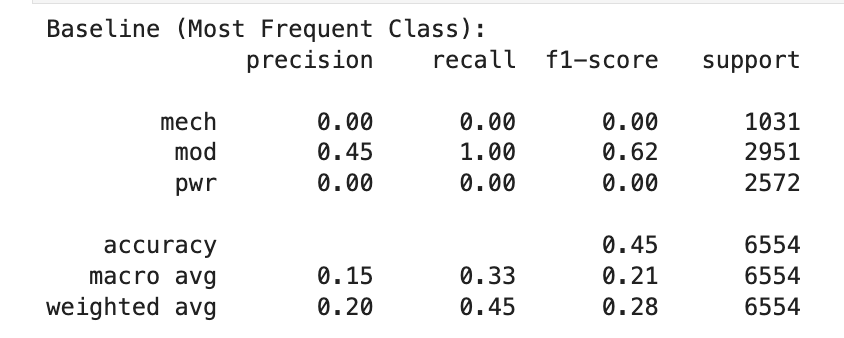 Baseline (Most Frequent Class):
precision recall f1-score support
mech 0.00 0.00 0.00 1031
mod 0.45 1.00 0.62 2951
pwr 0.00 0.00 0.00 2572
accuracy 0.45 6554
macro avg 0.15 0.33 0.21 6554
weighted avg 0.20 0.45 0.28 6554